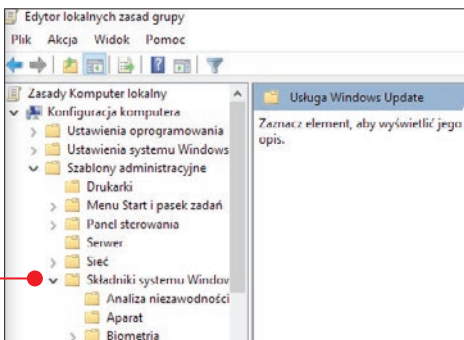 Edytor lokalnych zasad grupy
Plik Akcja Widok Pomoc
Zasady Komputer lokalny
Konfiguracja komputera
Ustawienia oprogramowania
Ustawienia systemu Windows
Szablony administracyjne
Drukarki
Menu Start i pasek zadań
Panel sterowania
Serwer
Sieć
Składniki systemu Window
Analiza niezawodności
Aparat
Biometria
Usługa Windows Update
Zaznacz element, aby wyświetlić jego
opis.